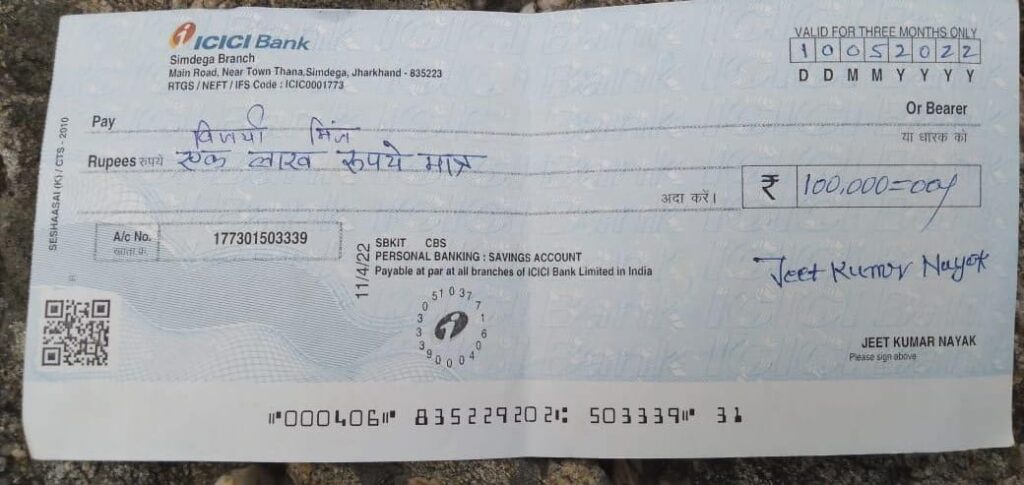 ICICI Bank
Simdega Branch
Main Road, Near Town Thana,Simdega, Jharkhand - 835223
RTGS / NEFT / IFS Code : ICIC0001773
VALID FOR THREE MONTHS ONLY
10052022
D D M M Y Y Y Y
Pay विजयी मिंज Or Bearer
या धारक को
Rupees रुपये एक लाख रुपये मात्र
अदा करें। ₹ 100,000=00/
A/c No. 177301503339
खाता क्र.
SBKIT CBS
PERSONAL BANKING : SAVINGS ACCOUNT
Payable at par at all branches of ICICI Bank Limited in India
11/4/22
Jeet Kumar Nayak
JEET KUMAR NAYAK
Please sign above
SESHAASAI (K) / CTS - 2010
000406 835229202 503339 31